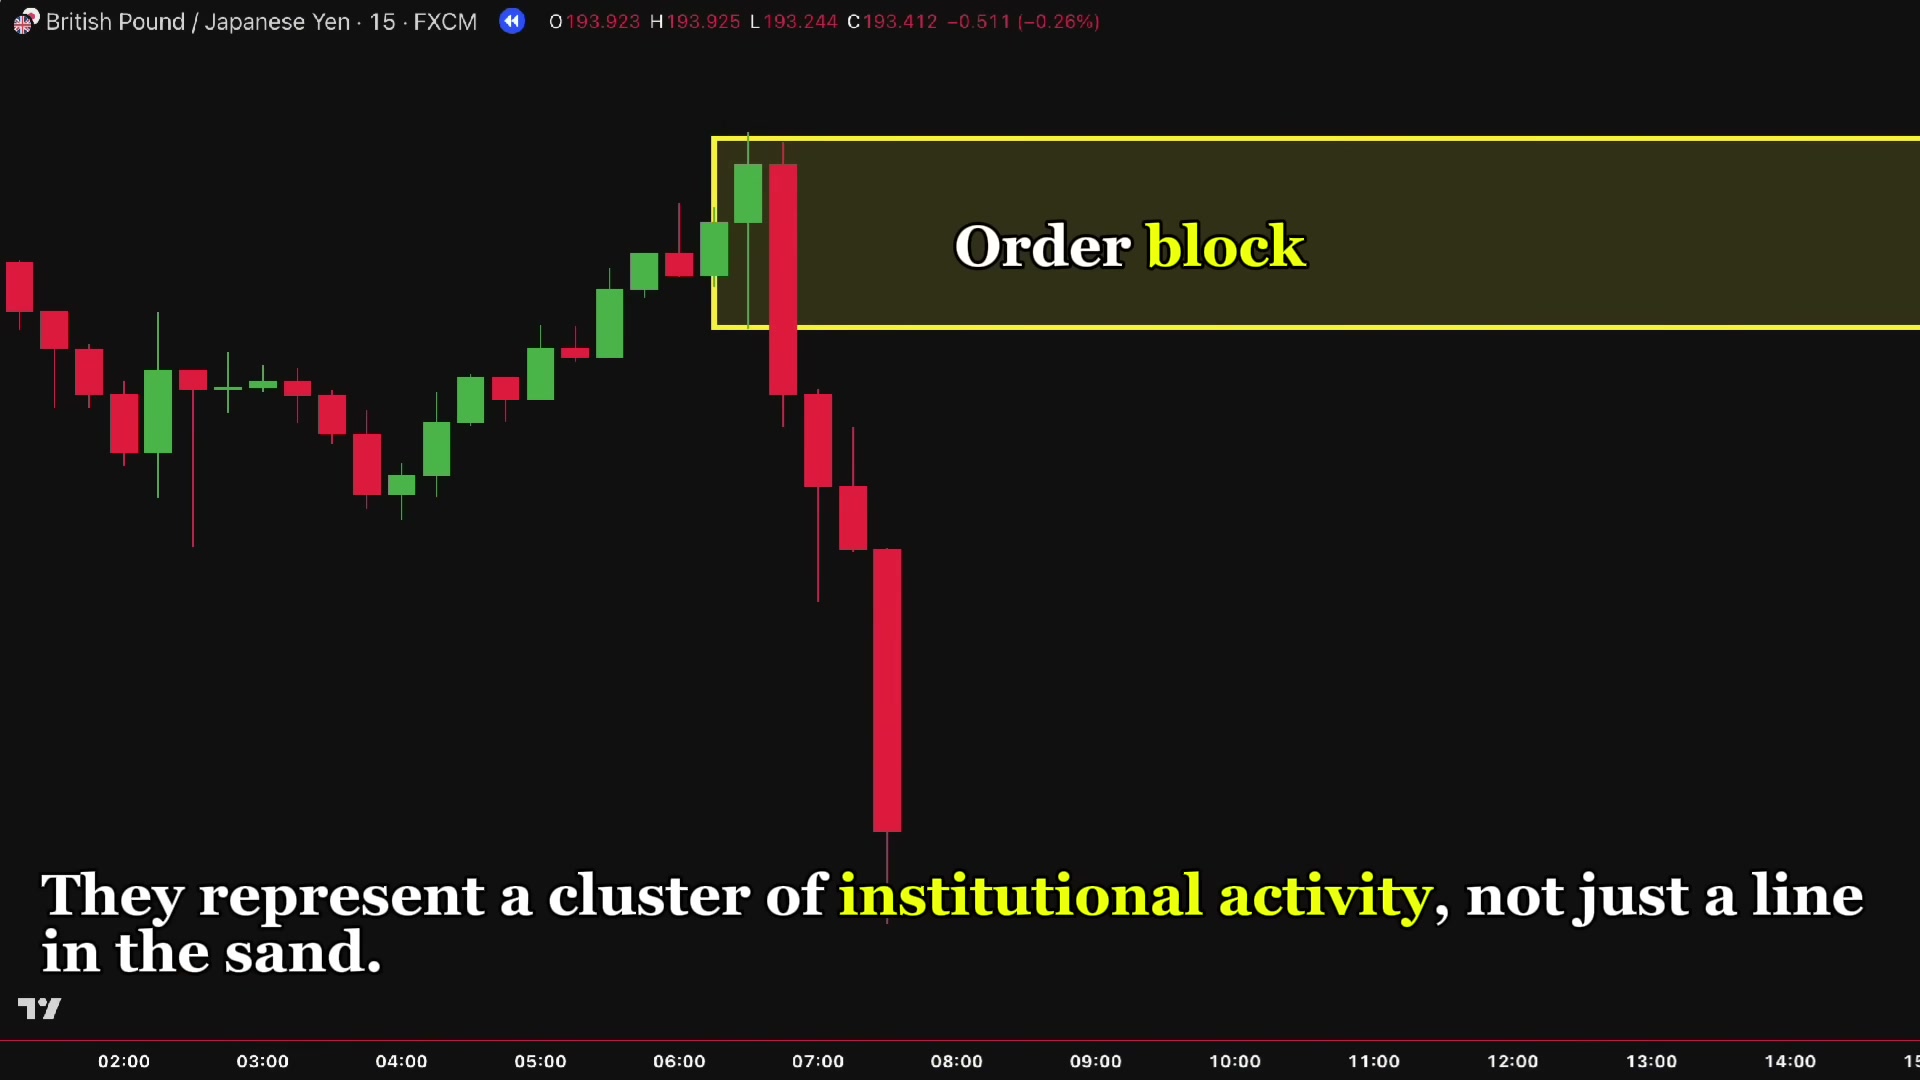 British Pound / Japanese Yen · 15 · FXCM O193.923 H193.925 L193.244 C193.412 −0.511 (−0.26%)
Order block
They represent a cluster of institutional activity, not just a line
in the sand.
02:00 03:00 04:00 05:00 06:00 07:00 08:00 09:00 10:00 11:00 12:00 13:00 14:00